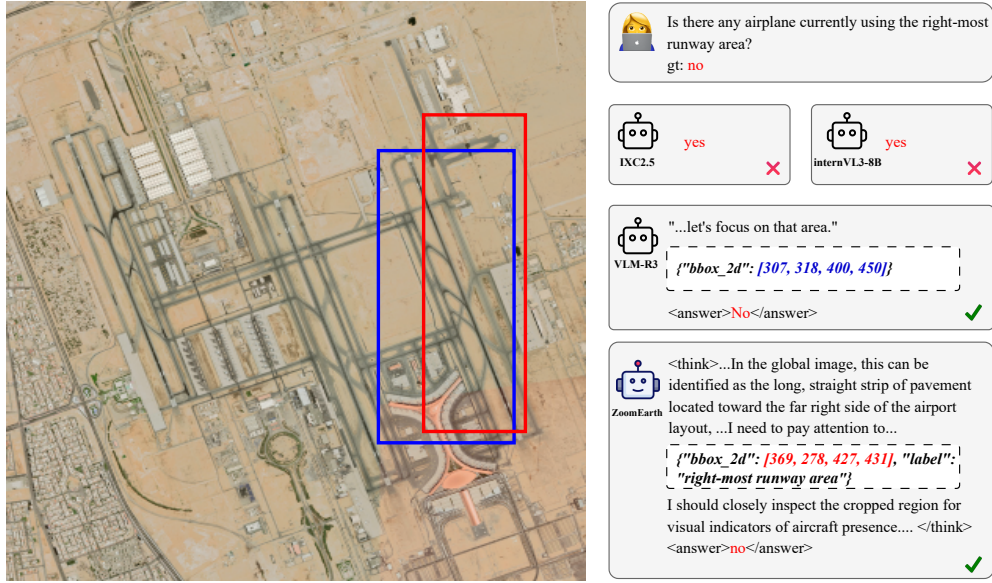 Is there any airplane currently using the right-most
runway area?
gt: no
IXC2.5
yes
internVL3-8B
yes
"...let's focus on that area."
VLM-R3
{"bbox_2d": [307, 318, 400, 450]}
<answer>No</answer>
<think>...In the global image, this can be
identified as the long, straight strip of pavement
located toward the far right side of the airport
layout, ...I need to pay attention to...
ZoomEarth
{"bbox_2d": [369, 278, 427, 431], "label":
"right-most runway area"}
I should closely inspect the cropped region for
visual indicators of aircraft presence.... </think>
<answer>no</answer>